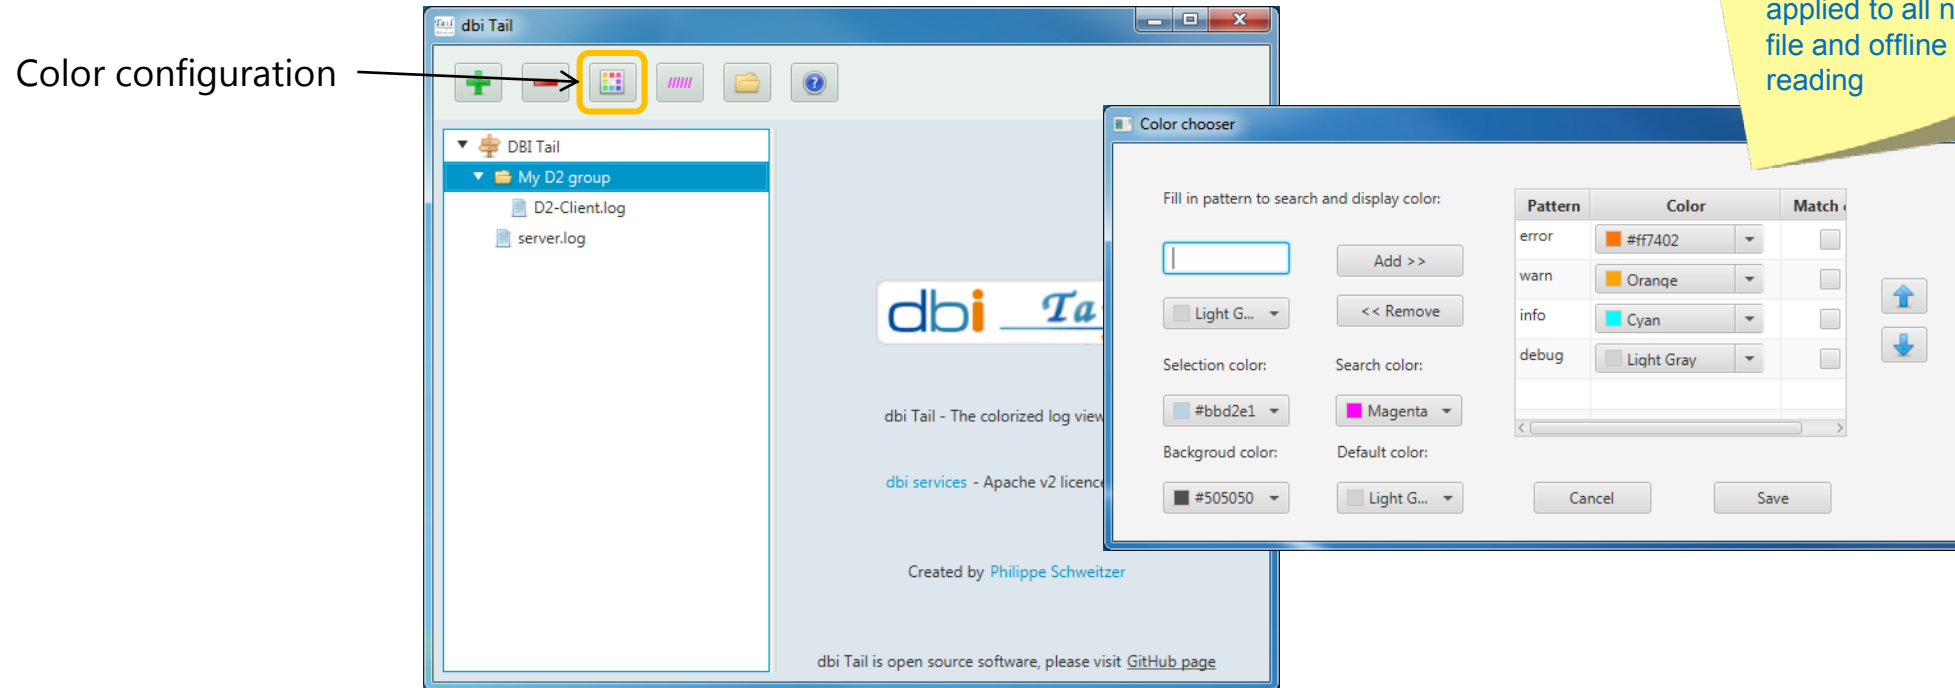 Color configuration
dbi Tail
DBI Tail
My D2 group
D2-Client.log
server.log
dbi
dbi Tail - The colorized log view
dbi services - Apache v2 licence
Created by Philippe Schweitzer
dbi Tail is open source software, please visit GitHub page
applied to all
file and offline
reading
Color chooser
Fill in pattern to search and display color:
Add >>
Light G...
<< Remove
Selection color: Search color:
#bbd2e1 Magenta
Backgroud color: Default color:
#505050 Light G...
Pattern Color Match
error #ff7402
warn Orange
info Cyan
debug Light Gray
Cancel Save